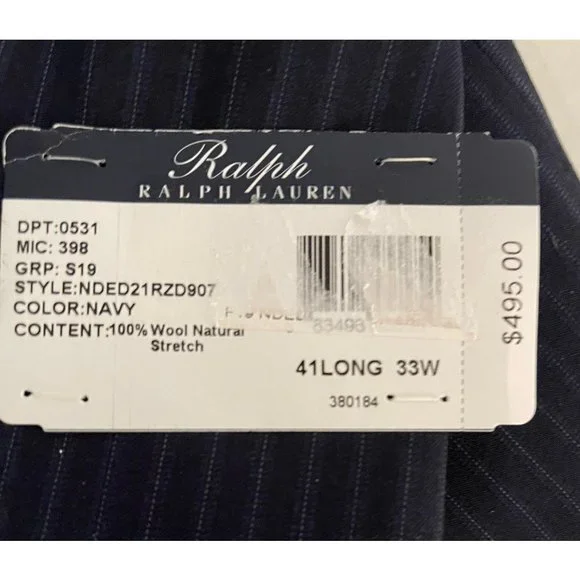 Ralph
RALPH LAUREN
DPT:0531
MIC: 398
GRP: S19
STYLE:NDED21RZD907
COLOR:NAVY
CONTENT:100% Wool Natural
Stretch
41LONG 33W
380184
$495.00